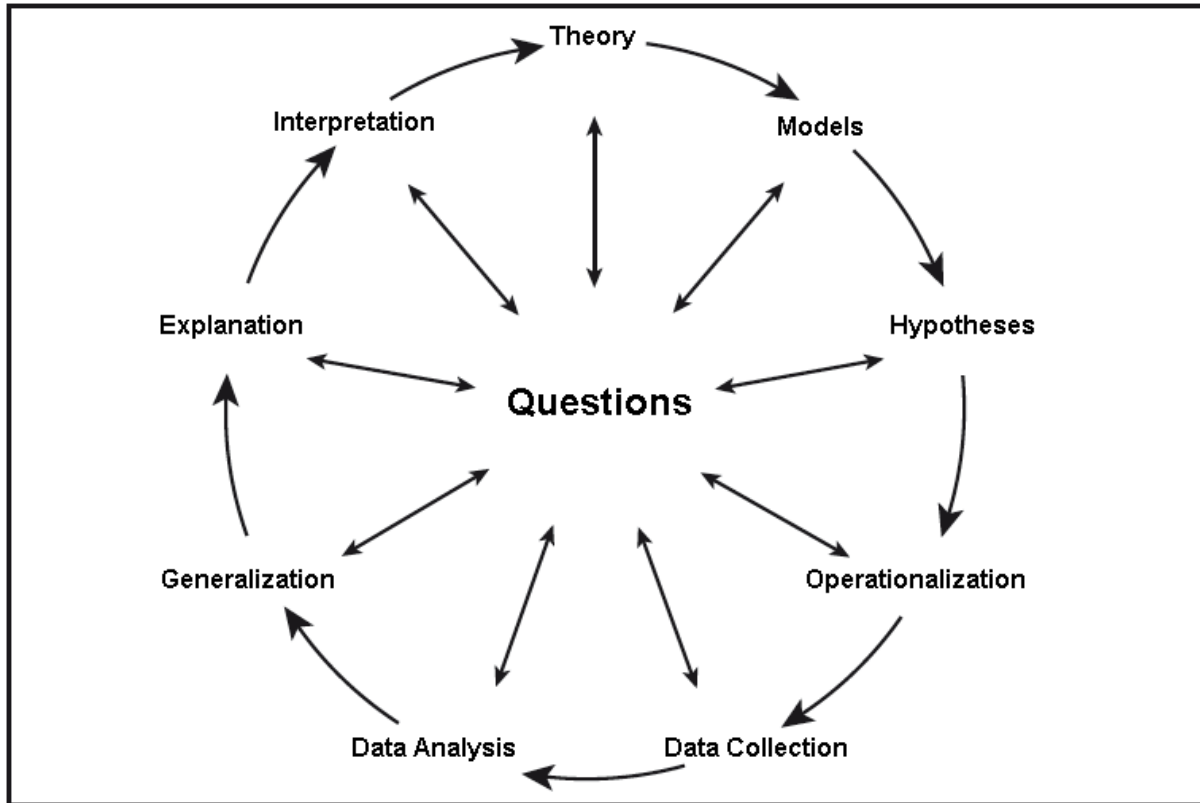 Theory
Models
Hypotheses
Operationalization
Data Collection
Data Analysis
Generalization
Explanation
Interpretation
Questions